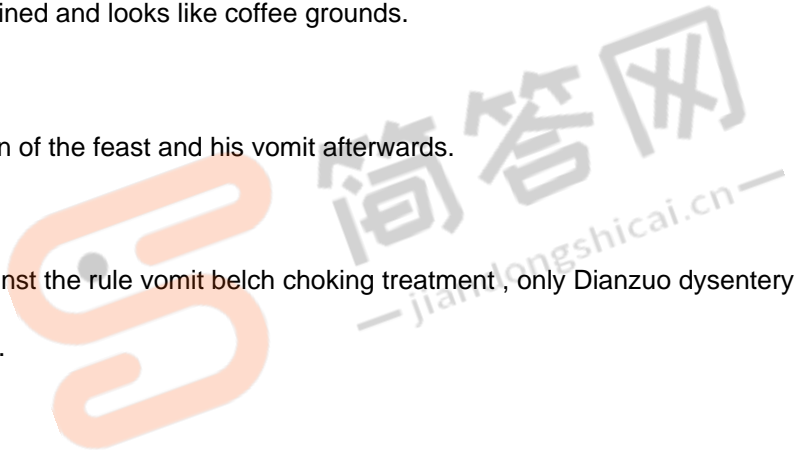 ined and looks like coffee grounds.
n of the feast and his vomit afterwards.
简答网
— jiandongshicai.cn —
nst the rule vomit belch choking treatment , only Dianzuo dysentery
.